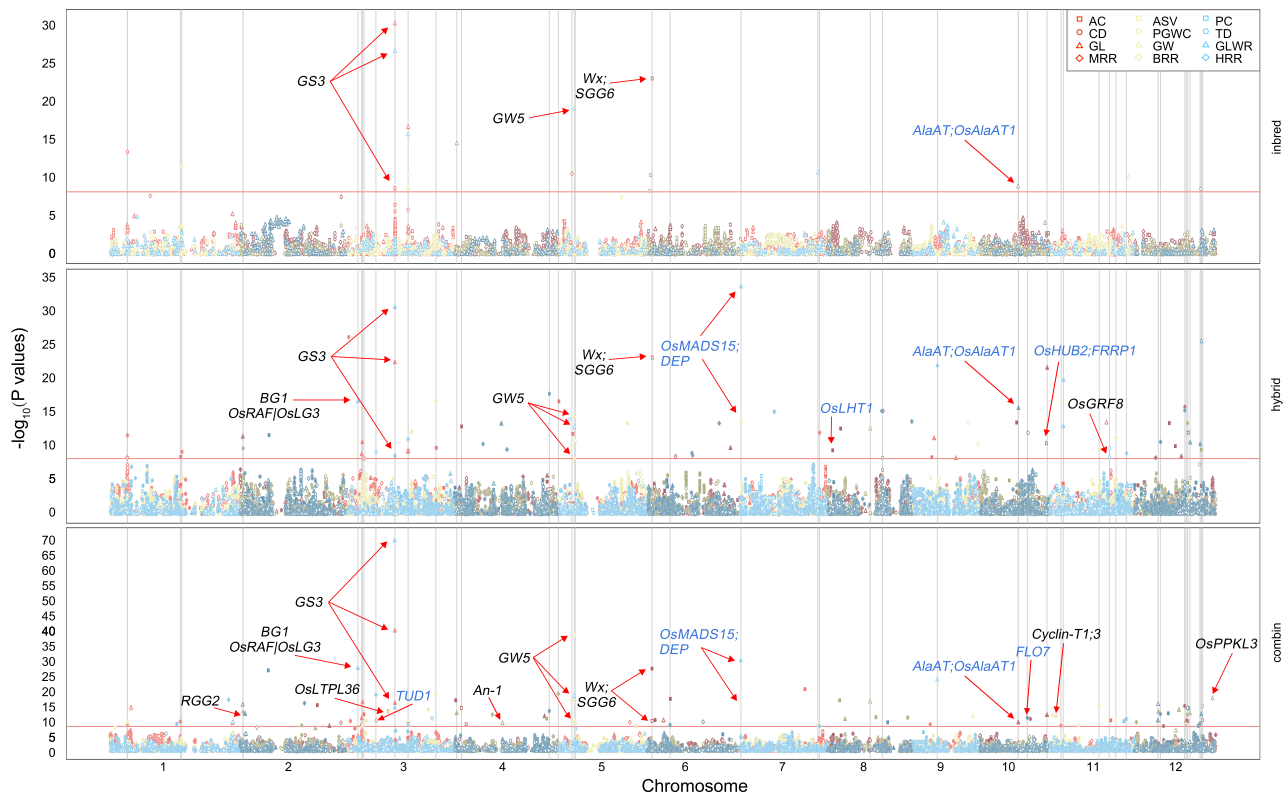 30
25
20
15
10
5
0
GS3
GW5
Wx;
SGG6
AlaAT;OsAlaAT1
AC ASV PC
CD PGWC TD
GL GW GLWR
MRR BRR HRR
inbred
35
30
25
20
15
10
5
0
-log10(P values)
BG1
OsRAF|OsLG3
GS3
GW5
Wx;
SGG6
OsMADS15;
DEP
OsLHT1
AlaAT;OsAlaAT1
OsHUB2;FRRP1
OsGRF8
hybrid
70
65
60
55
50
45
40
35
30
25
20
15
10
5
0
RGG2
BG1
OsRAF|OsLG3
GS3
OsLTPL36
TUD1
An-1
GW5
Wx;
SGG6
OsMADS15;
DEP
AlaAT;OsAlaAT1
FLO7
Cyclin-T1;3
OsPPKL3
combin
1 2 3 4 5 6 7 8 9 10 11 12
Chromosome